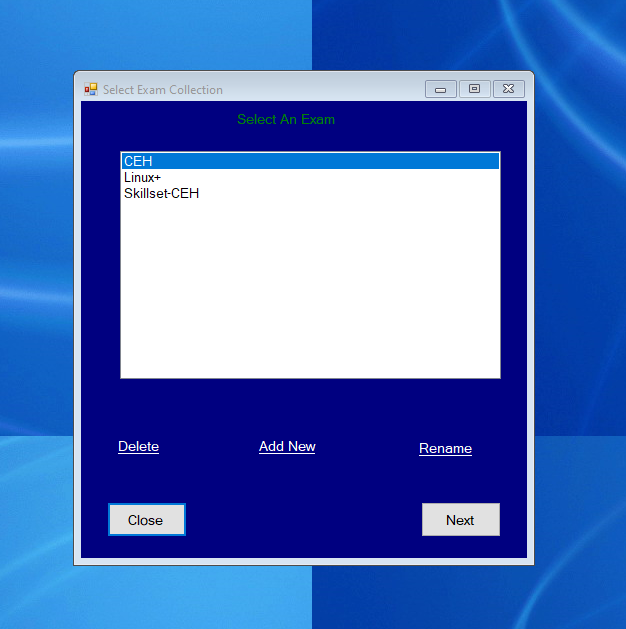 Select Exam Collection
Select An Exam
CEH
Linux+
Skillset-CEH
Delete
Add New
Rename
Close
Next